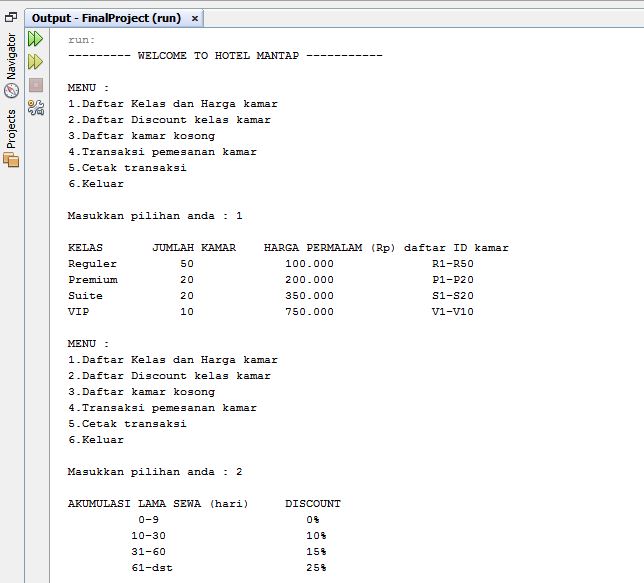 Output - FinalProject (run) ×
Navigator
Projects
run:
--------- WELCOME TO HOTEL MANTAP -----------
MENU :
1.Daftar Kelas dan Harga kamar
2.Daftar Discount kelas kamar
3.Daftar kamar kosong
4.Transaksi pemesanan kamar
5.Cetak transaksi
6.Keluar
Masukkan pilihan anda : 1
KELAS JUMLAH KAMAR HARGA PERMALAM (Rp) daftar ID kamar
Reguler 50 100.000 R1-R50
Premium 20 200.000 P1-P20
Suite 20 350.000 S1-S20
VIP 10 750.000 V1-V10
MENU :
1.Daftar Kelas dan Harga kamar
2.Daftar Discount kelas kamar
3.Daftar kamar kosong
4.Transaksi pemesanan kamar
5.Cetak transaksi
6.Keluar
Masukkan pilihan anda : 2
AKUMULASI LAMA SEWA (hari) DISCOUNT
0-9 0%
10-30 10%
31-60 15%
61-dst 25%